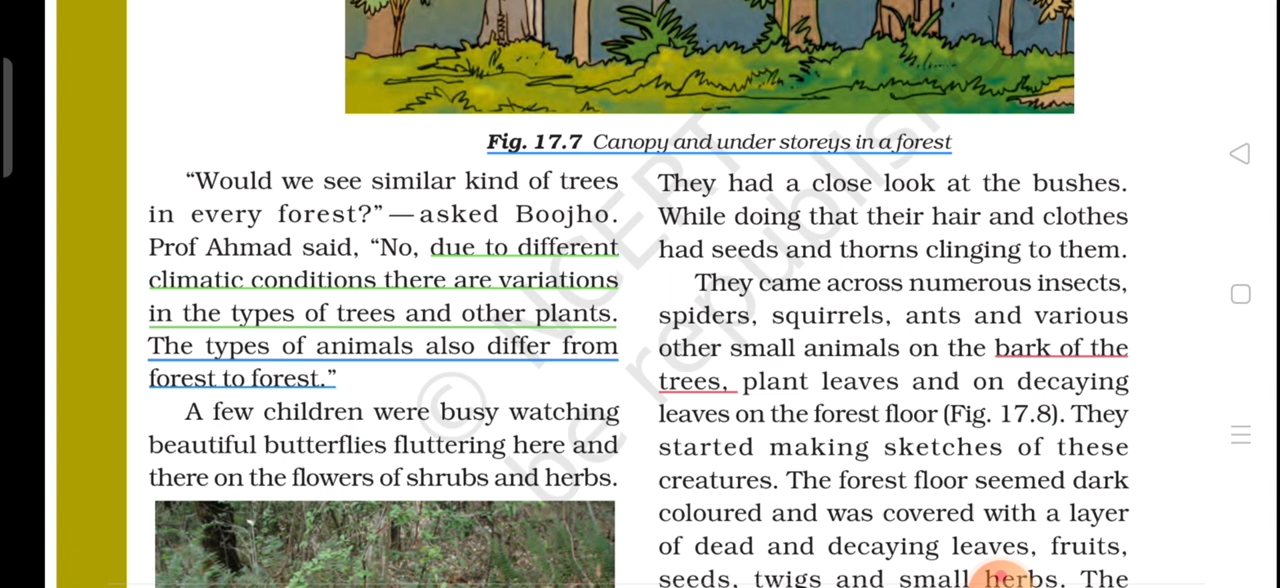 Fig. 17.7 Canopy and under storeys in a forest
“Would we see similar kind of trees
in every forest?” — asked Boojho.
Prof Ahmad said, “No, due to different
climatic conditions there are variations
in the types of trees and other plants.
The types of animals also differ from
forest to forest.”
A few children were busy watching
beautiful butterflies fluttering here and
there on the flowers of shrubs and herbs.
They had a close look at the bushes.
While doing that their hair and clothes
had seeds and thorns clinging to them.
They came across numerous insects,
spiders, squirrels, ants and various
other small animals on the bark of the
trees, plant leaves and on decaying
leaves on the forest floor (Fig. 17.8). They
started making sketches of these
creatures. The forest floor seemed dark
coloured and was covered with a layer
of dead and decaying leaves, fruits,
seeds, twigs and small herbs. The
© NCERT
be republish